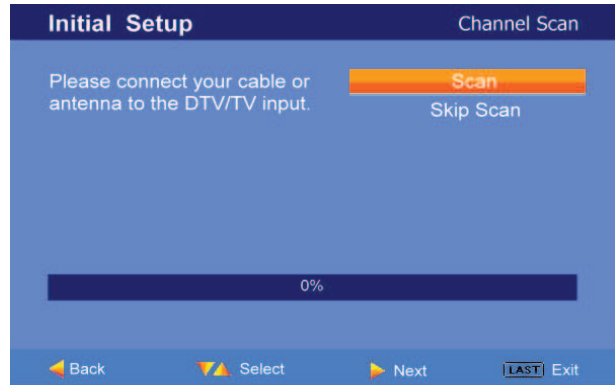 Initial Setup
Channel Scan
Please connect your cable or
antenna to the DTV/TV input.
Scan
Skip Scan
0%
Back
Select
Next
LAST Exit